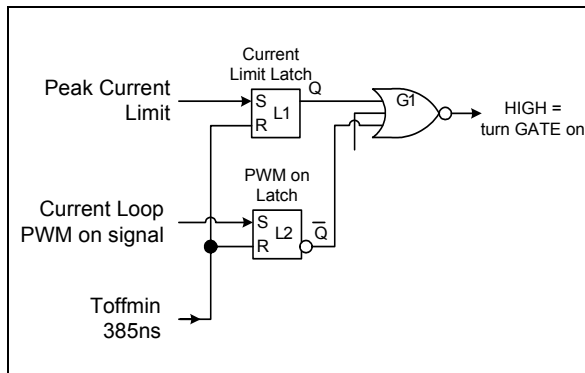 Current
Limit Latch
Q
Peak Current
Limit
S
L1
R
G1
HIGH =
turn GATE on
PWM on
Latch
Current Loop
PWM on signal
S
L2
R
Q̅
Toffmin
385ns